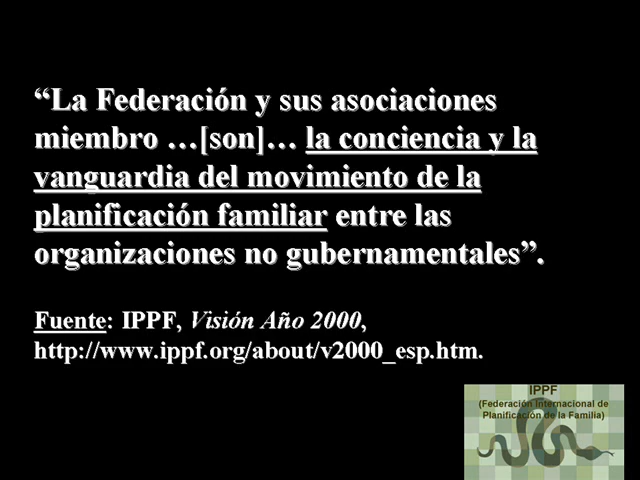 “La Federación y sus asociaciones
miembro …[son]… la conciencia y la
vanguardia del movimiento de la
planificación familiar entre las
organizaciones no gubernamentales”.
Fuente: IPPF, Visión Año 2000,
http://www.ippf.org/about/v2000_esp.htm.
IPPF
(Federación Internacional de
Planificación de la Familia)